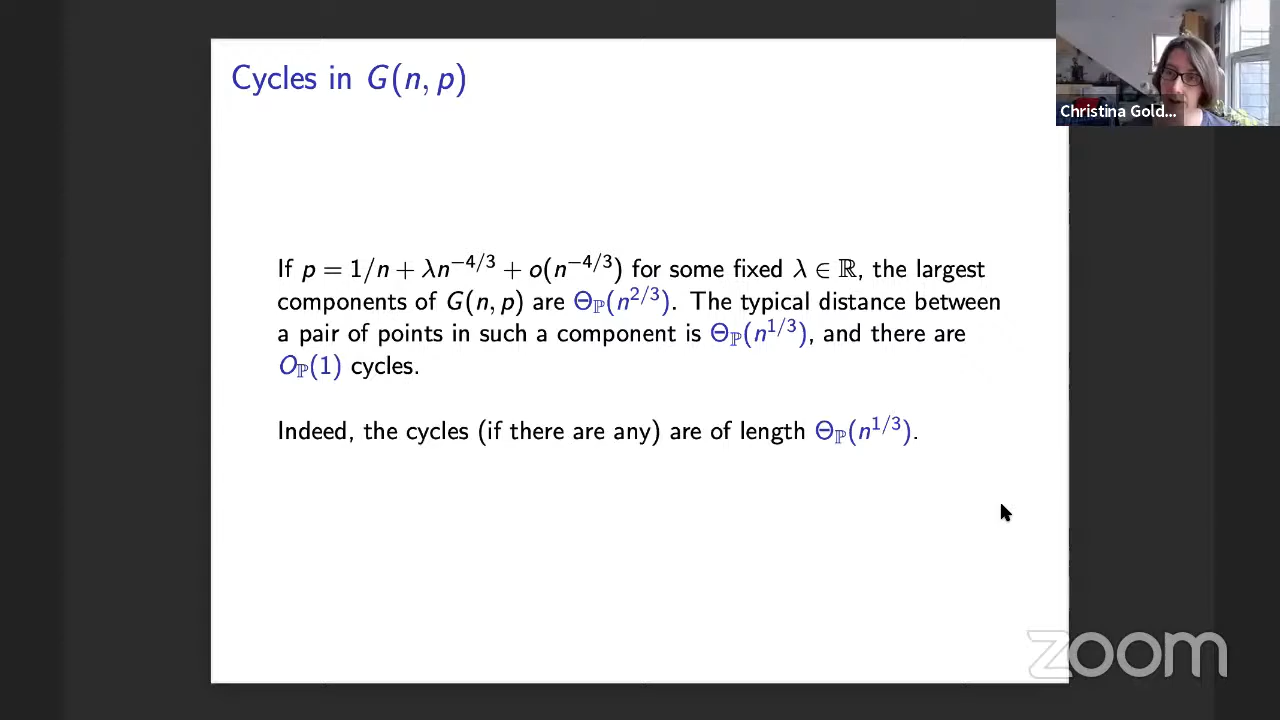 Cycles in G(n, p)
Christina Gold...
If p = 1/n + λn^{−4/3} + o(n^{−4/3}) for some fixed λ ∈ ℝ, the largest
components of G(n, p) are Θ_ℙ(n^{2/3}). The typical distance between
a pair of points in such a component is Θ_ℙ(n^{1/3}), and there are
O_ℙ(1) cycles.
Indeed, the cycles (if there are any) are of length Θ_ℙ(n^{1/3}).
zoom